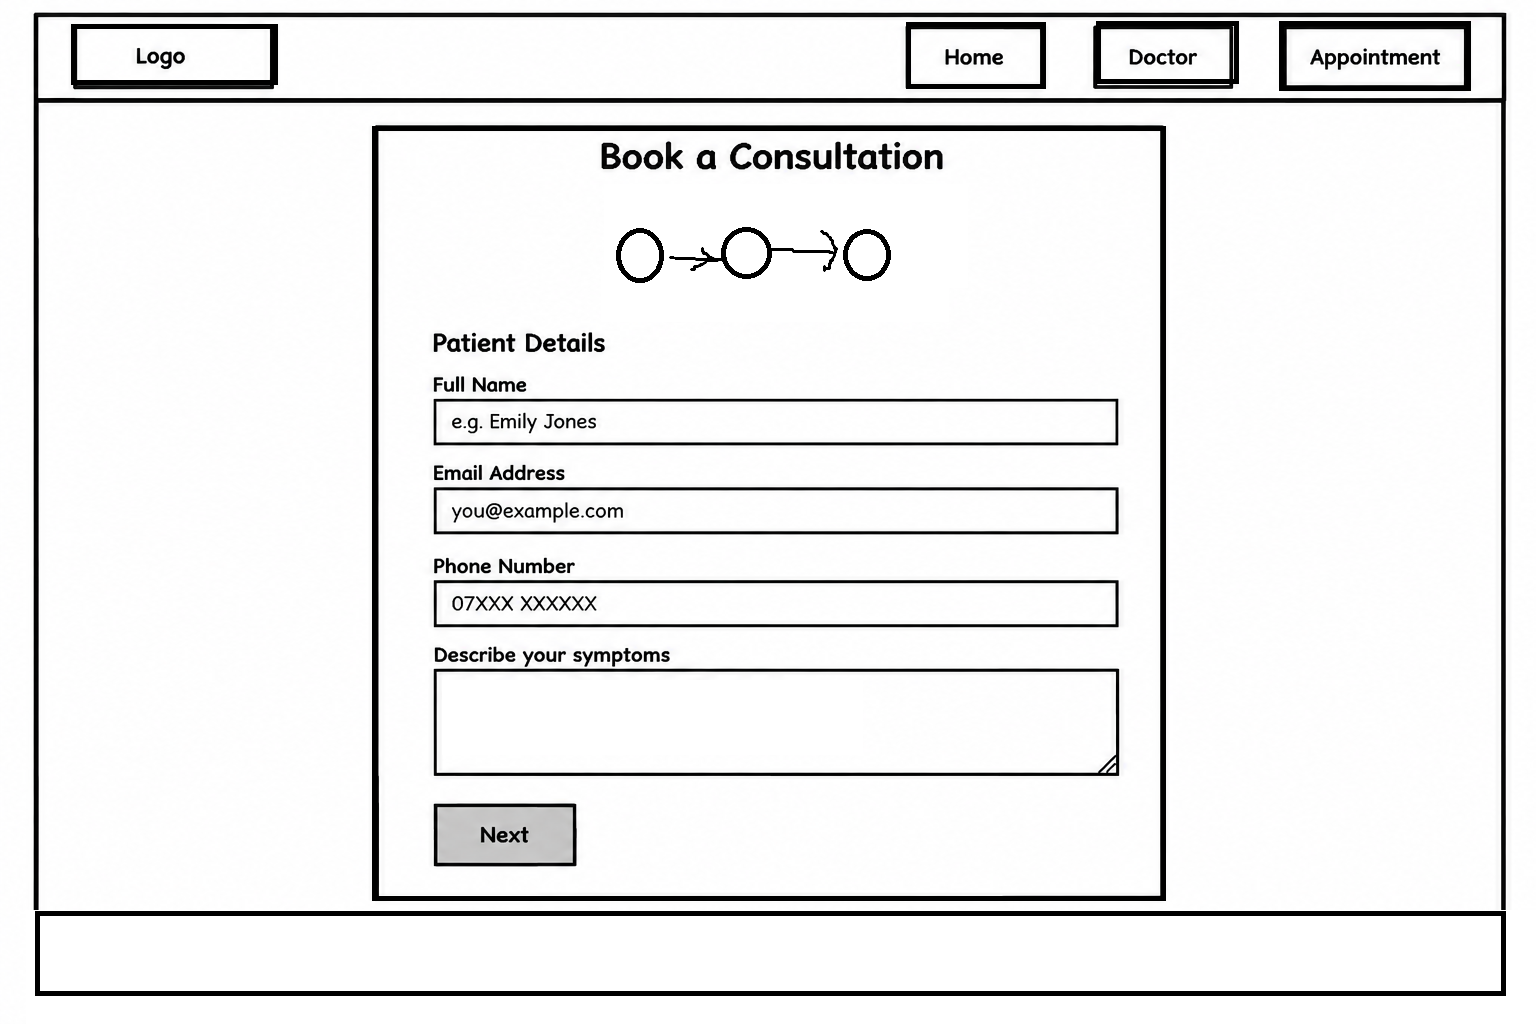 Logo
Home
Doctor
Appointment
Book a Consultation
Patient Details
Full Name
e.g. Emily Jones
Email Address
you@example.com
Phone Number
07XXX XXXXXX
Describe your symptoms
Next